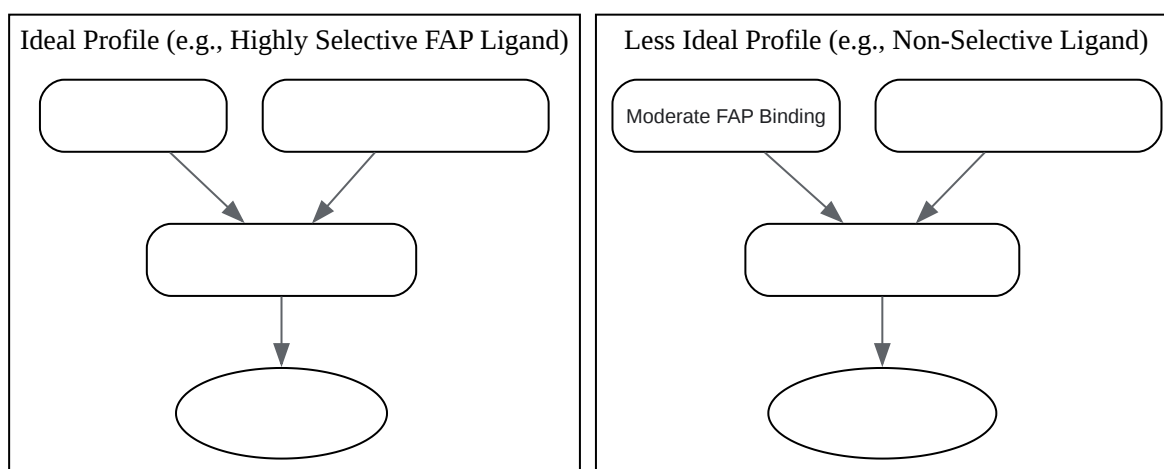 Ideal Profile (e.g., Highly Selective FAP Ligand)
Less Ideal Profile (e.g., Non-Selective Ligand)
Moderate FAP Binding